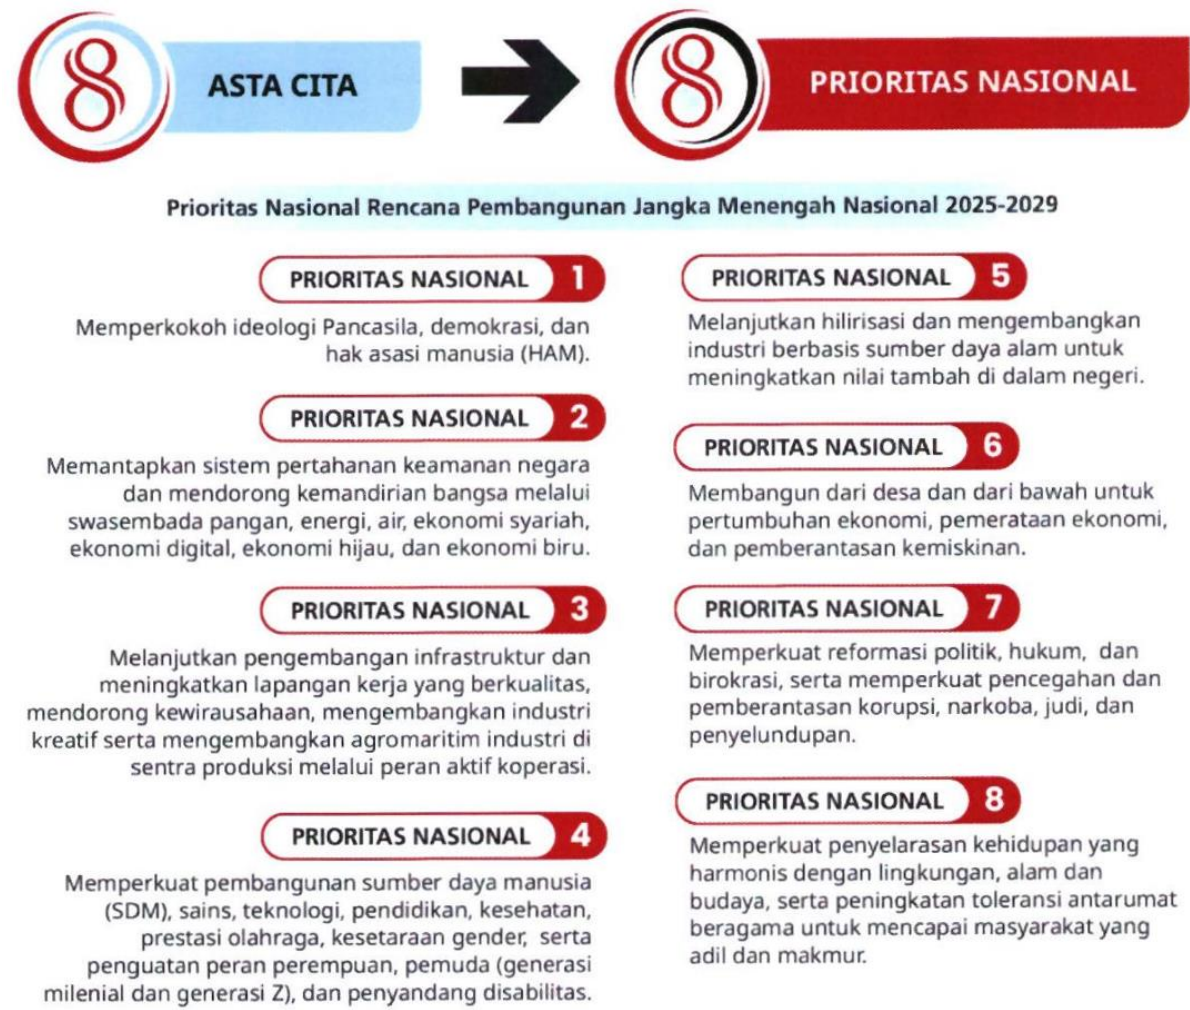 8
ASTA CITA
8
PRIORITAS NASIONAL
Prioritas Nasional Rencana Pembangunan Jangka Menengah Nasional 2025-2029
PRIORITAS NASIONAL 1
Memperkokoh ideologi Pancasila, demokrasi, dan
hak asasi manusia (HAM).
PRIORITAS NASIONAL 2
Memantapkan sistem pertahanan keamanan negara
dan mendorong kemandirian bangsa melalui
swasembada pangan, energi, air, ekonomi syariah,
ekonomi digital, ekonomi hijau, dan ekonomi biru.
PRIORITAS NASIONAL 3
Melanjutkan pengembangan infrastruktur dan
meningkatkan lapangan kerja yang berkualitas,
mendorong kewirausahaan, mengembangkan industri
kreatif serta mengembangkan agromaritim industri di
sentra produksi melalui peran aktif koperasi.
PRIORITAS NASIONAL 4
Memperkuat pembangunan sumber daya manusia
(SDM), sains, teknologi, pendidikan, kesehatan,
prestasi olahraga, kesetaraan gender, serta
penguatan peran perempuan, pemuda (generasi
milenial dan generasi Z), dan penyandang disabilitas.
PRIORITAS NASIONAL 5
Melanjutkan hilirisasi dan mengembangkan
industri berbasis sumber daya alam untuk
meningkatkan nilai tambah di dalam negeri.
PRIORITAS NASIONAL 6
Membangun dari desa dan dari bawah untuk
pertumbuhan ekonomi, pemerataan ekonomi,
dan pemberantasan kemiskinan.
PRIORITAS NASIONAL 7
Memperkuat reformasi politik, hukum, dan
birokrasi, serta memperkuat pencegahan dan
pemberantasan korupsi, narkoba, judi, dan
penyelundupan.
PRIORITAS NASIONAL 8
Memperkuat penyelarasan kehidupan yang
harmonis dengan lingkungan, alam dan
budaya, serta peningkatan toleransi antarumat
beragama untuk mencapai masyarakat yang
adil dan makmur.